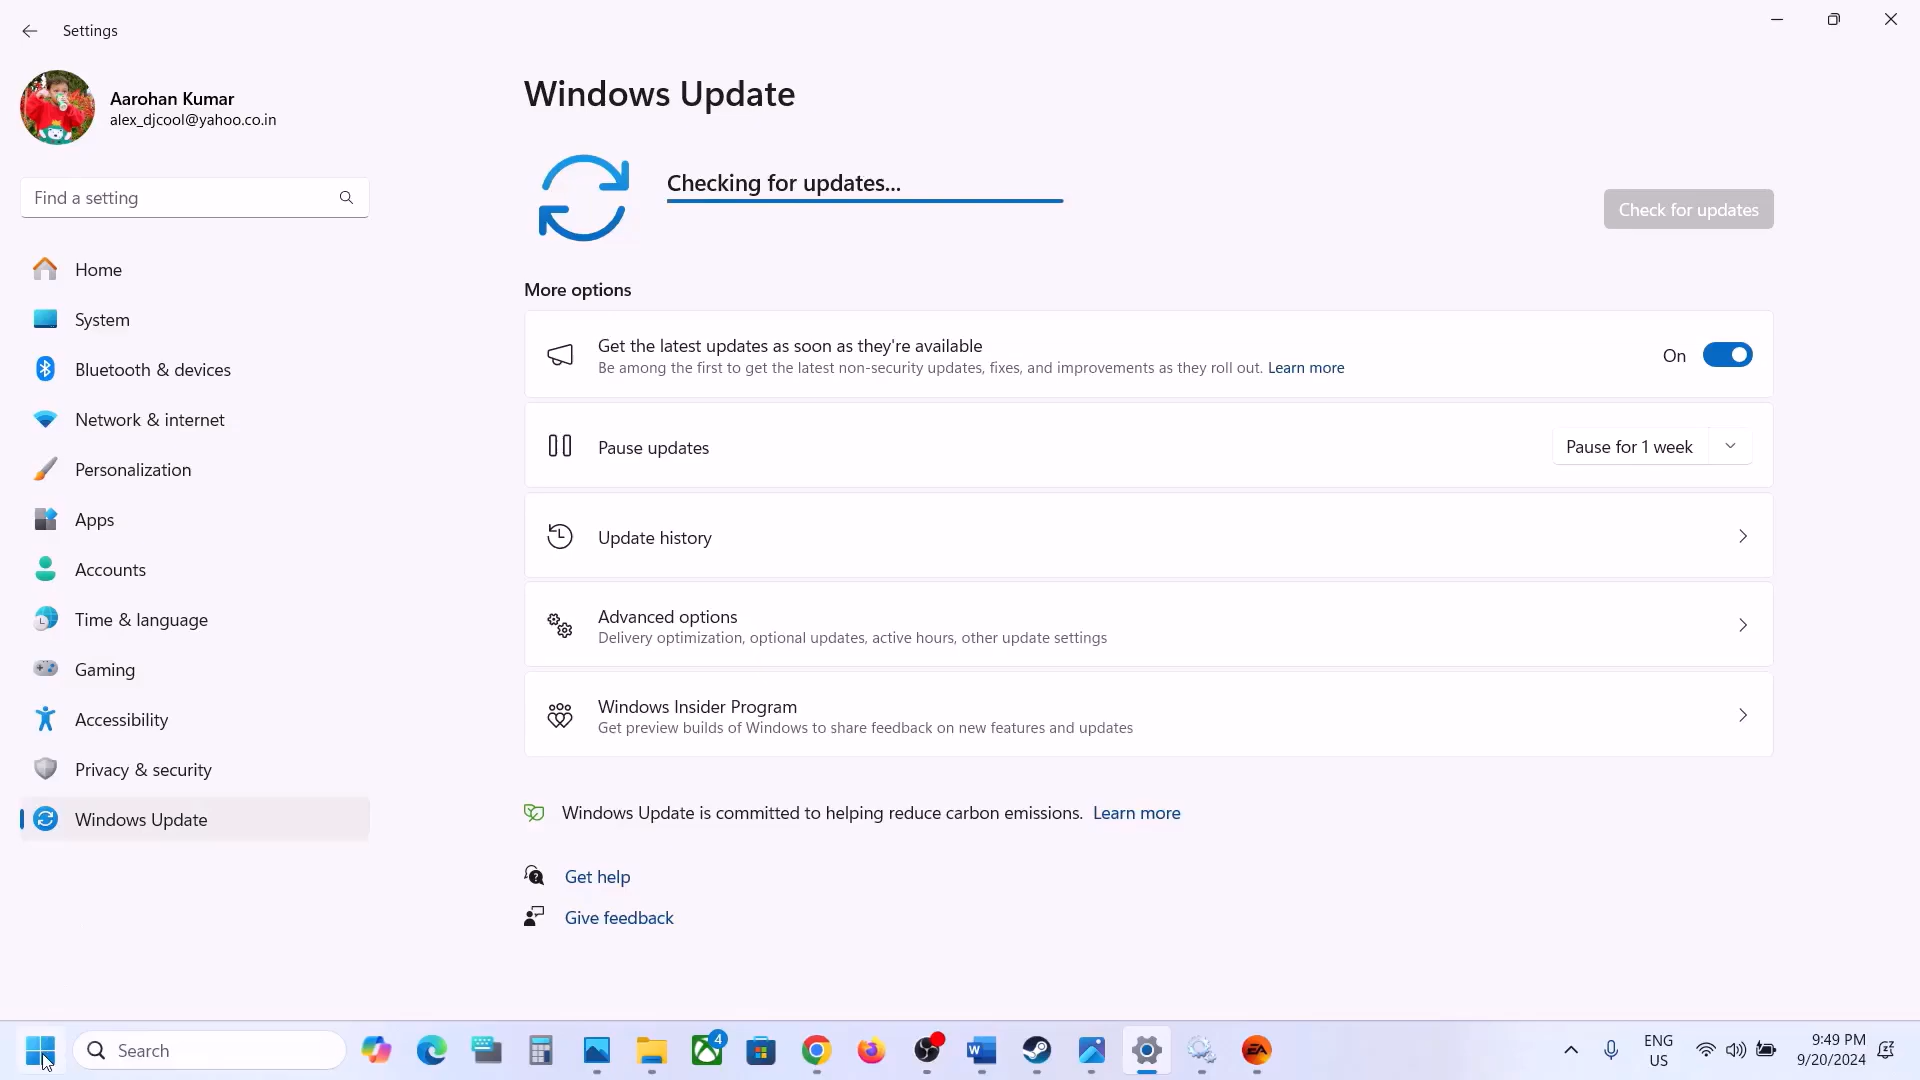 Settings
Aarohan Kumar
alex_djcool@yahoo.co.in
Find a setting
Home
System
Bluetooth & devices
Network & internet
Personalization
Apps
Accounts
Time & language
Gaming
Accessibility
Privacy & security
Windows Update
Windows Update
Checking for updates...
Check for updates
More options
Get the latest updates as soon as they're available
Be among the first to get the latest non-security updates, fixes, and improvements as they roll out. Learn more
On
Pause updates
Pause for 1 week
Update history
Advanced options
Delivery optimization, optional updates, active hours, other update settings
Windows Insider Program
Get preview builds of Windows to share feedback on new features and updates
Windows Update is committed to helping reduce carbon emissions. Learn more
Get help
Give feedback
Search
4
W
EA
ENG
US
9:49 PM
9/20/2024